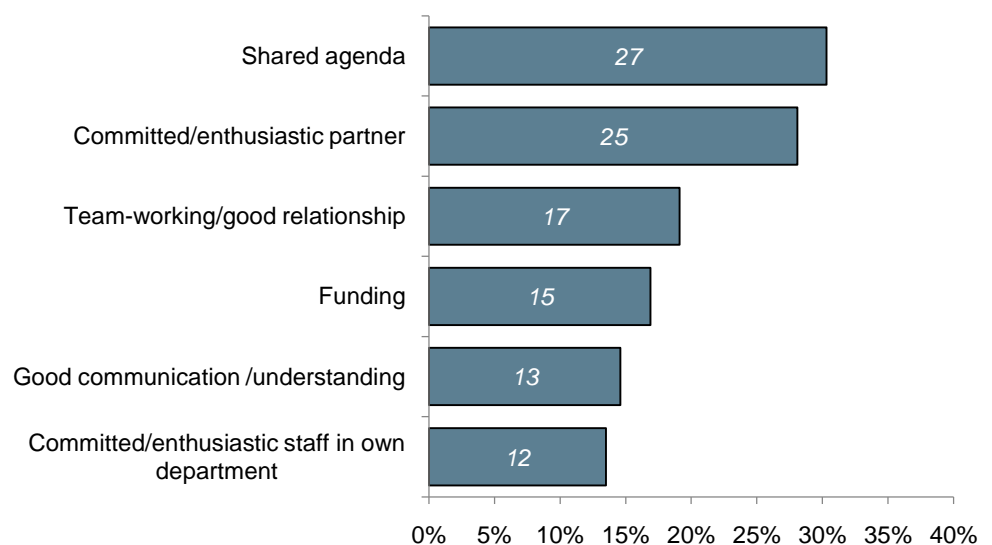 Shared agenda
27
Committed/enthusiastic partner
25
Team-working/good relationship
17
Funding
15
Good communication /understanding
13
Committed/enthusiastic staff in own
department
12
0% 5% 10% 15% 20% 25% 30% 35% 40%